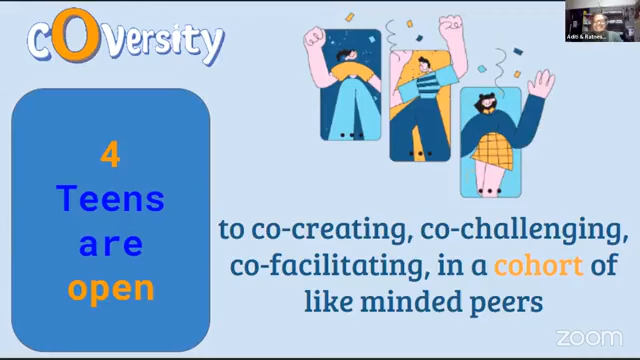 cOversity
4
Teens
are
open
to co-creating, co-challenging,
co-facilitating, in a cohort of
like minded peers
zoom